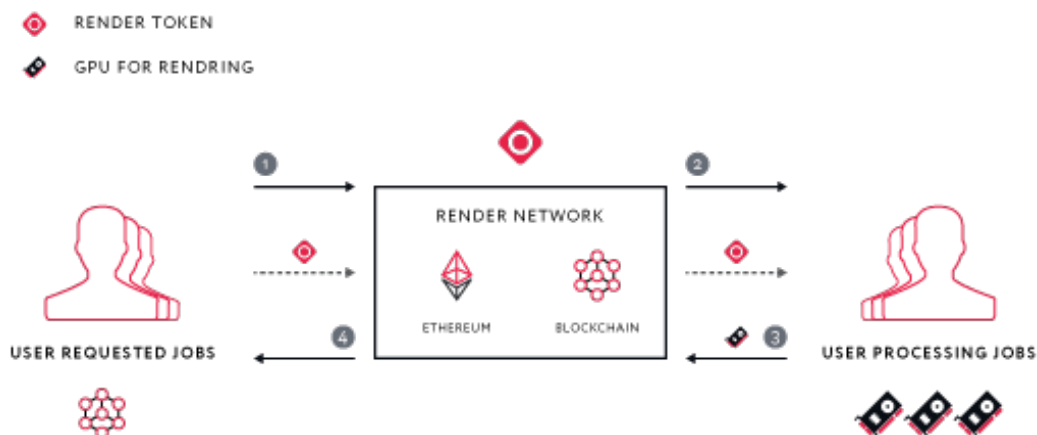 RENDER TOKEN
GPU FOR RENDRING
1
2
RENDER NETWORK
ETHEREUM
BLOCKCHAIN
4
3
USER REQUESTED JOBS
USER PROCESSING JOBS